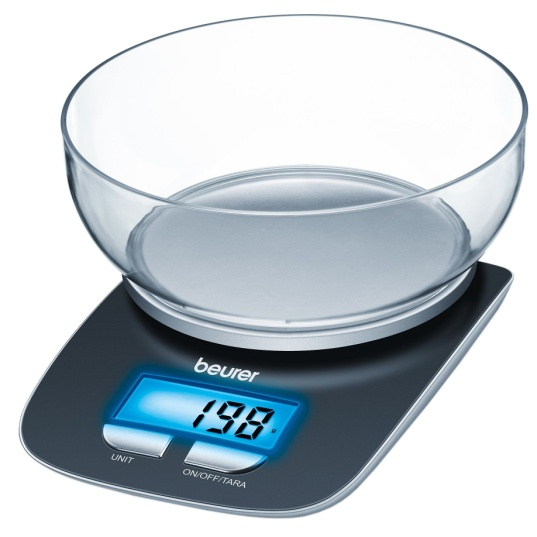 beurer
198 g
UNIT
ON/OFF/TARA